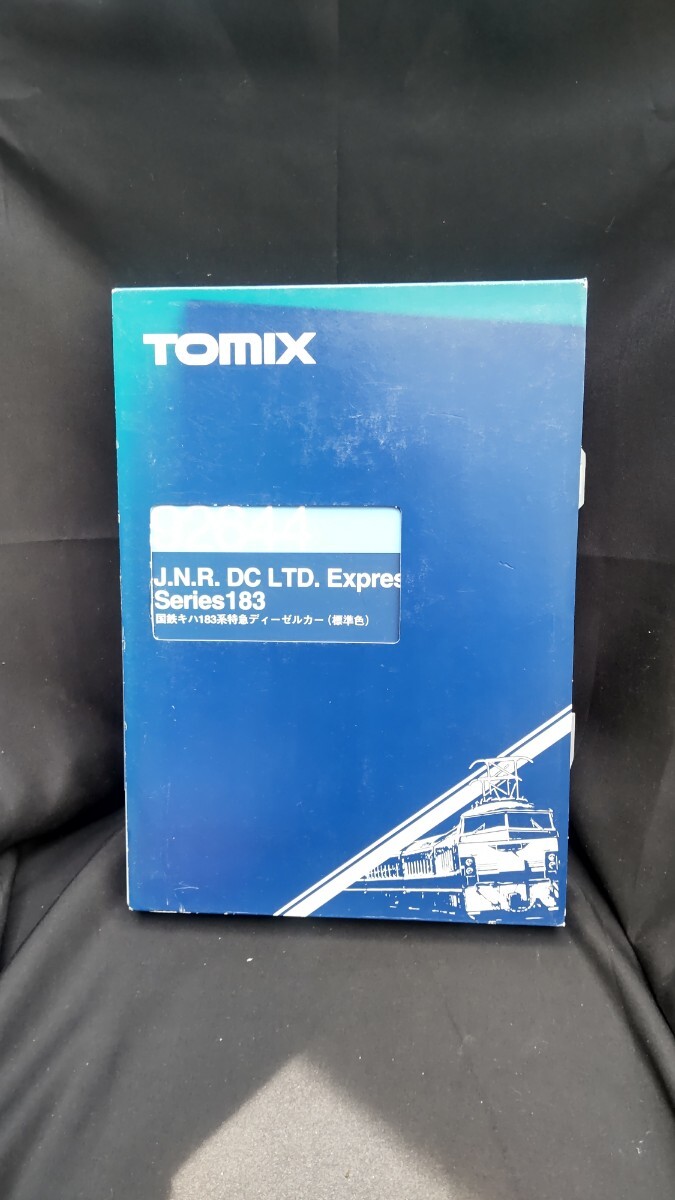 TOMIX
92644
J.N.R. DC LTD. Expres
Series183
国鉄キハ183系特急ディーゼルカー(標準色)